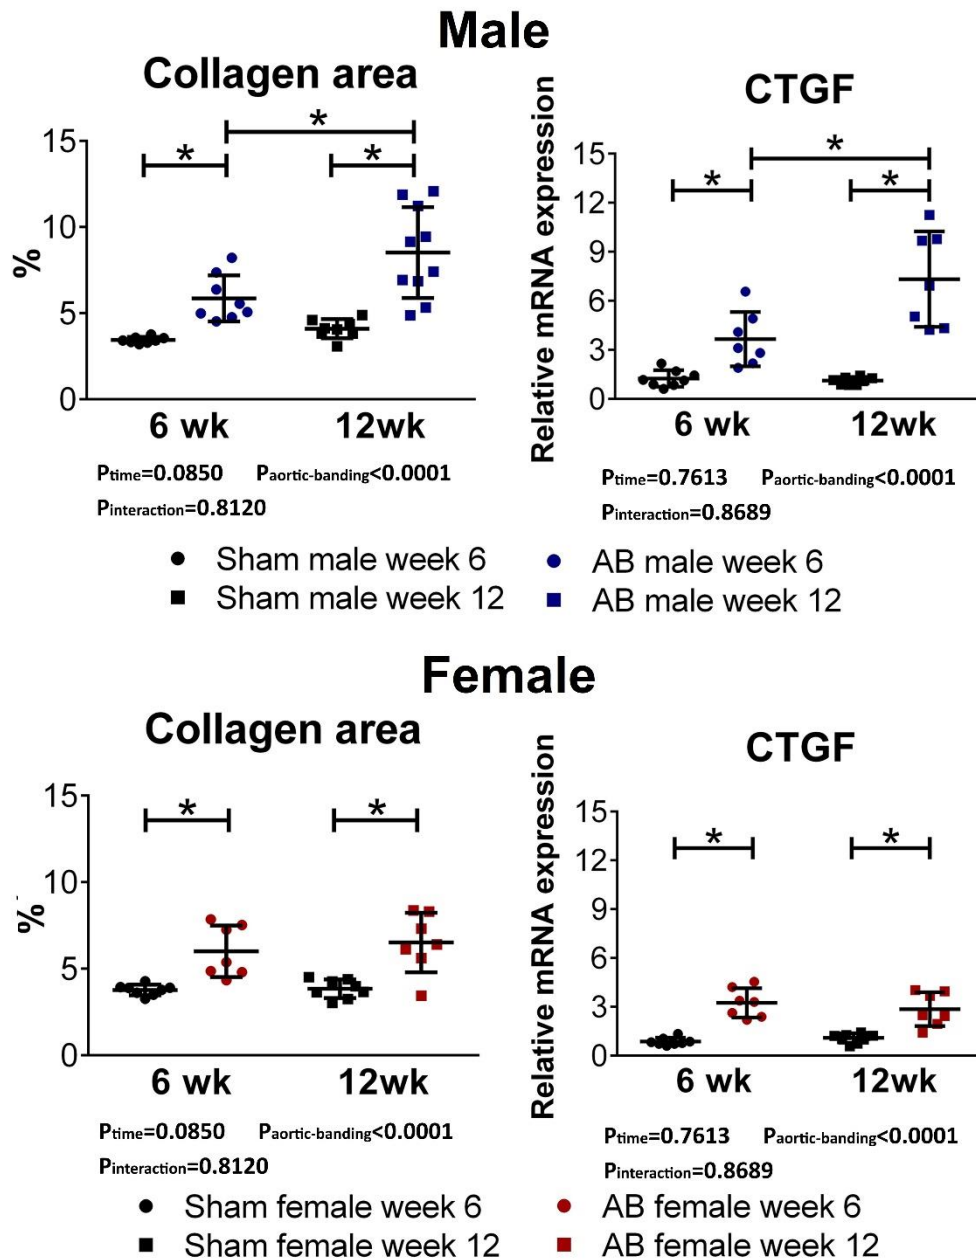 Male
Collagen area
CTGF
%
15
10
5
0
* * *
6 wk 12wk
Relative mRNA expression
15
12
9
6
3
0
* * *
6 wk 12wk
Ptime=0.0850 Paortic-banding<0.0001
Pinteraction=0.8120
Ptime=0.7613 Paortic-banding<0.0001
Pinteraction=0.8689
Sham male week 6
AB male week 6
Sham male week 12
AB male week 12
Female
Collagen area
CTGF
%
15
10
5
0
* *
6 wk 12wk
Relative mRNA expression
15
12
9
6
3
0
* *
6 wk 12wk
Ptime=0.0850 Paortic-banding<0.0001
Pinteraction=0.8120
Ptime=0.7613 Paortic-banding<0.0001
Pinteraction=0.8689
Sham female week 6
AB female week 6
Sham female week 12
AB female week 12